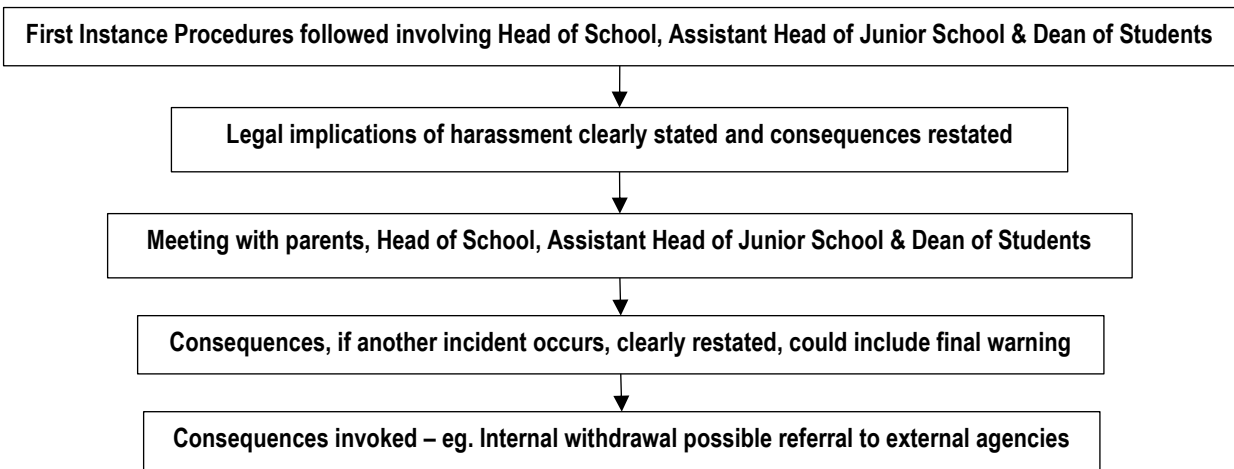 First Instance Procedures followed involving Head of School, Assistant Head of Junior School & Dean of Students
Legal implications of harassment clearly stated and consequences restated
Meeting with parents, Head of School, Assistant Head of Junior School & Dean of Students
Consequences, if another incident occurs, clearly restated, could include final warning
Consequences invoked – eg. Internal withdrawal possible referral to external agencies